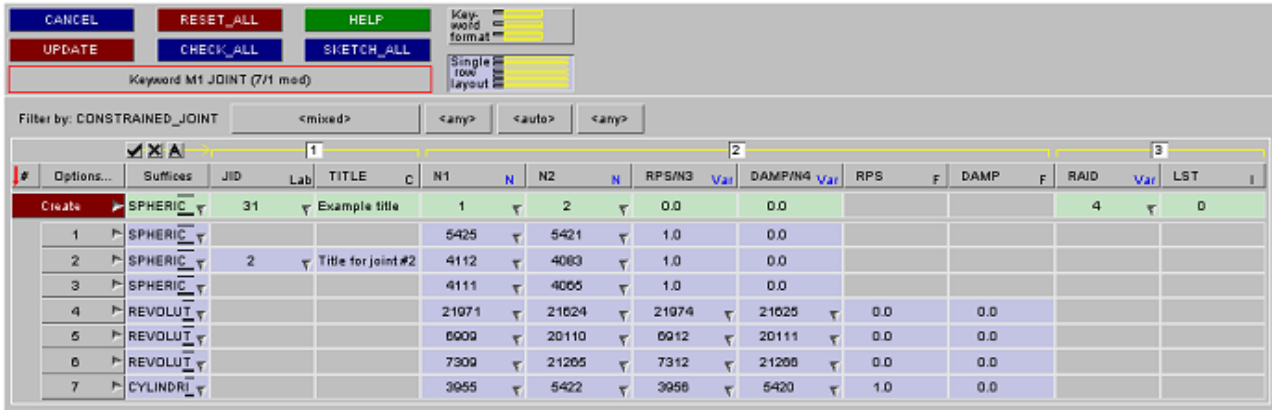 CANCEL RESET_ALL HELP Key-word format
UPDATE CHECK_ALL SKETCH_ALL Single row layout
Keyword M1 JOINT (7/1 mod)
Filter by: CONSTRAINED_JOINT <mixed> <any> <auto> <any>
A 1 2 3
# Options... Suffices JID Lab TITLE C N1 N N2 N RPS/N3 Var DAMP/N4 Var RPS F DAMP F RAID Var LST I
Create SPHERIC 31 Example title 1 2 0.0 0.0 4 0
1 SPHERIC 5425 5421 1.0 0.0
2 SPHERIC 2 Title for joint #2 4112 4083 1.0 0.0
3 SPHERIC 4111 4065 1.0 0.0
4 REVOLUT 21971 21624 21974 21625 0.0 0.0
5 REVOLUT 6909 20110 6912 20111 0.0 0.0
6 REVOLUT 7309 21265 7312 21266 0.0 0.0
7 CYLINDRI 3955 5422 3956 5420 1.0 0.0